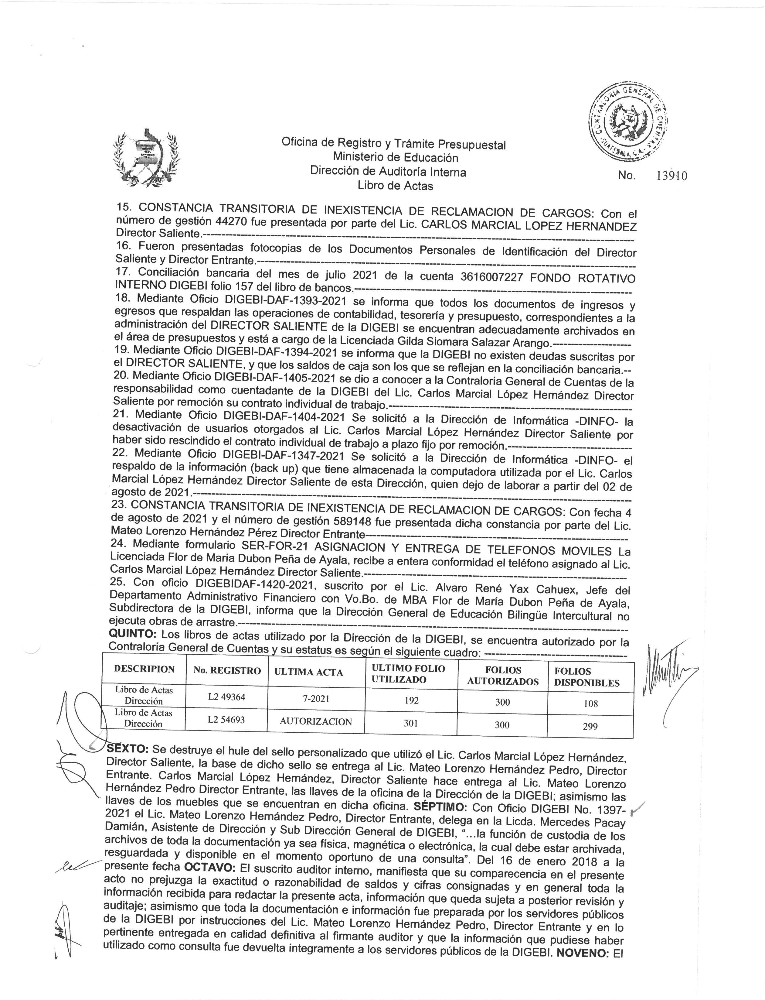 CONTRALORIA GENERAL DE CUENTAS
GUATEMALA, C.A.
Oficina de Registro y Trámite Presupuestal
Ministerio de Educación
Dirección de Auditoría Interna
Libro de Actas
No. 13910
15. CONSTANCIA TRANSITORIA DE INEXISTENCIA DE RECLAMACION DE CARGOS: Con el
número de gestión 44270 fue presentada por parte del Lic. CARLOS MARCIAL LOPEZ HERNANDEZ
Director Saliente.------------------------------------------------------------
16. Fueron presentadas fotocopias de los Documentos Personales de Identificación del Director
Saliente y Director Entrante.------------------------------------------------------------
17. Conciliación bancaria del mes de julio 2021 de la cuenta 3616007227 FONDO ROTATIVO
INTERNO DIGEBI folio 157 del libro de bancos.------------------------------------------------------------
18. Mediante Oficio DIGEBI-DAF-1393-2021 se informa que todos los documentos de ingresos y
egresos que respaldan las operaciones de contabilidad, tesorería y presupuesto, correspondientes a la
administración del DIRECTOR SALIENTE de la DIGEBI se encuentran adecuadamente archivados en
el área de presupuestos y está a cargo de la Licenciada Gilda Siomara Salazar Arango.---------------------
19. Mediante Oficio DIGEBI-DAF-1394-2021 se informa que la DIGEBI no existen deudas suscritas por
el DIRECTOR SALIENTE, y que los saldos de caja son los que se reflejan en la conciliación bancaria.--
20. Mediante Oficio DIGEBI-DAF-1405-2021 se dio a conocer a la Contraloría General de Cuentas de la
responsabilidad como cuentadante de la DIGEBI del Lic. Carlos Marcial López Hernández Director
Saliente por remoción su contrato individual de trabajo.------------------------------------------------------------
21. Mediante Oficio DIGEBI-DAF-1404-2021 Se solicitó a la Dirección de Informática -DINFO- la
desactivación de usuarios otorgados al Lic. Carlos Marcial López Hernández Director Saliente por
haber sido rescindido el contrato individual de trabajo a plazo fijo por remoción.---------------------------------
22. Mediante Oficio DIGEBI-DAF-1347-2021 Se solicitó a la Dirección de Informática -DINFO- el
respaldo de la información (back up) que tiene almacenada la computadora utilizada por el Lic. Carlos
Marcial López Hernández Director Saliente de esta Dirección, quien dejo de laborar a partir del 02 de
agosto de 2021.------------------------------------------------------------
23. CONSTANCIA TRANSITORIA DE INEXISTENCIA DE RECLAMACION DE CARGOS: Con fecha 4
de agosto de 2021 y el número de gestión 589148 fue presentada dicha constancia por parte del Lic.
Mateo Lorenzo Hernández Pérez Director Entrante------------------------------------------------------------
24. Mediante formulario SER-FOR-21 ASIGNACION Y ENTREGA DE TELEFONOS MOVILES La
Licenciada Flor de María Dubon Peña de Ayala, recibe a entera conformidad el teléfono asignado al Lic.
Carlos Marcial López Hernández Director Saliente.------------------------------------------------------------
25. Con oficio DIGEBIDAF-1420-2021, suscrito por el Lic. Alvaro René Yax Cahuex, Jefe del
Departamento Administrativo Financiero con Vo.Bo. de MBA Flor de María Dubon Peña de Ayala,
Subdirectora de la DIGEBI, informa que la Dirección General de Educación Bilingüe Intercultural no
ejecuta obras de arrastre.------------------------------------------------------------
QUINTO: Los libros de actas utilizado por la Dirección de la DIGEBI, se encuentra autorizado por la
Contraloría General de Cuentas y su estatus es según el siguiente cuadro: --------------------------------------
DESCRIPION No. REGISTRO ULTIMA ACTA ULTIMO FOLIO UTILIZADO FOLIOS AUTORIZADOS FOLIOS DISPONIBLES
Libro de Actas Dirección L2 49364 7-2021 192 300 108
Libro de Actas Dirección L2 54693 AUTORIZACION 301 300 299
SEXTO: Se destruye el hule del sello personalizado que utilizó el Lic. Carlos Marcial López Hernández,
Director Saliente, la base de dicho sello se entrega al Lic. Mateo Lorenzo Hernández Pedro, Director
Entrante. Carlos Marcial López Hernández, Director Saliente hace entrega al Lic. Mateo Lorenzo
Hernández Pedro Director Entrante, las llaves de la oficina de la Dirección de la DIGEBI; asimismo las
llaves de los muebles que se encuentran en dicha oficina. SÉPTIMO: Con Oficio DIGEBI No. 1397-
2021 el Lic. Mateo Lorenzo Hernández Pedro, Director Entrante, delega en la Licda. Mercedes Pacay
Damián, Asistente de Dirección y Sub Dirección General de DIGEBI, “...la función de custodia de los
archivos de toda la documentación ya sea física, magnética o electrónica, la cual debe estar archivada,
resguardada y disponible en el momento oportuno de una consulta”. Del 16 de enero 2018 a la
presente fecha OCTAVO: El suscrito auditor interno, manifiesta que su comparecencia en el presente
acto no prejuzga la exactitud o razonabilidad de saldos y cifras consignadas y en general toda la
información recibida para redactar la presente acta, información que queda sujeta a posterior revisión y
auditaje; asimismo que toda la documentación e información fue preparada por los servidores públicos
de la DIGEBI por instrucciones del Lic. Mateo Lorenzo Hernández Pedro, Director Entrante y en lo
pertinente entregada en calidad definitiva al firmante auditor y que la información que pudiese haber
utilizado como consulta fue devuelta íntegramente a los servidores públicos de la DIGEBI. NOVENO: El